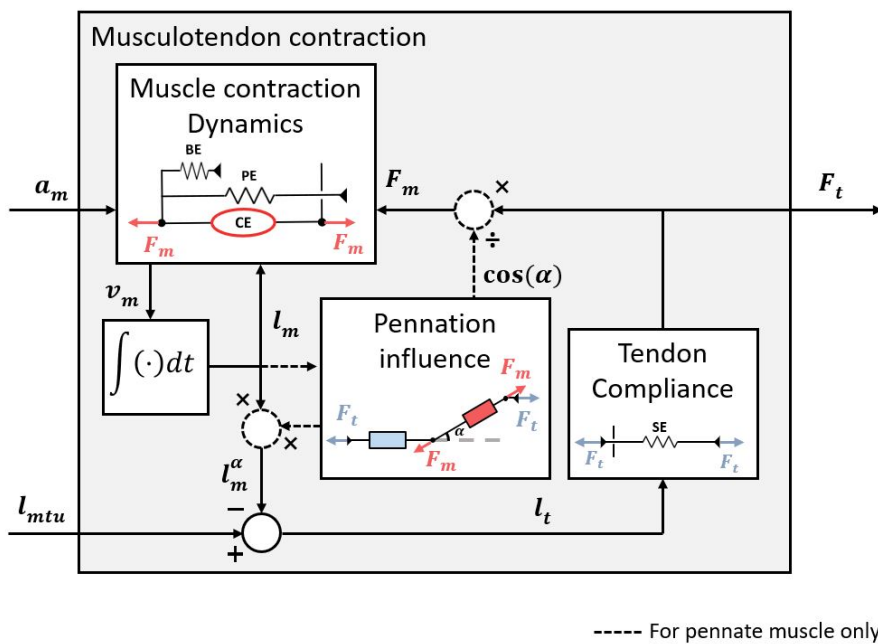 Musculotendon contraction
Muscle contraction
Dynamics
BE
PE
CE
F_m
F_m
a_m
F_m
×
÷
F_t
cos(α)
v_m
l_m
∫(·)dt
Pennation
influence
F_m
F_t
F_t
α
F_m
Tendon
Compliance
SE
F_t
F_t
×
×
l_m^α
−
l_mtu
+
l_t
For pennate muscle only